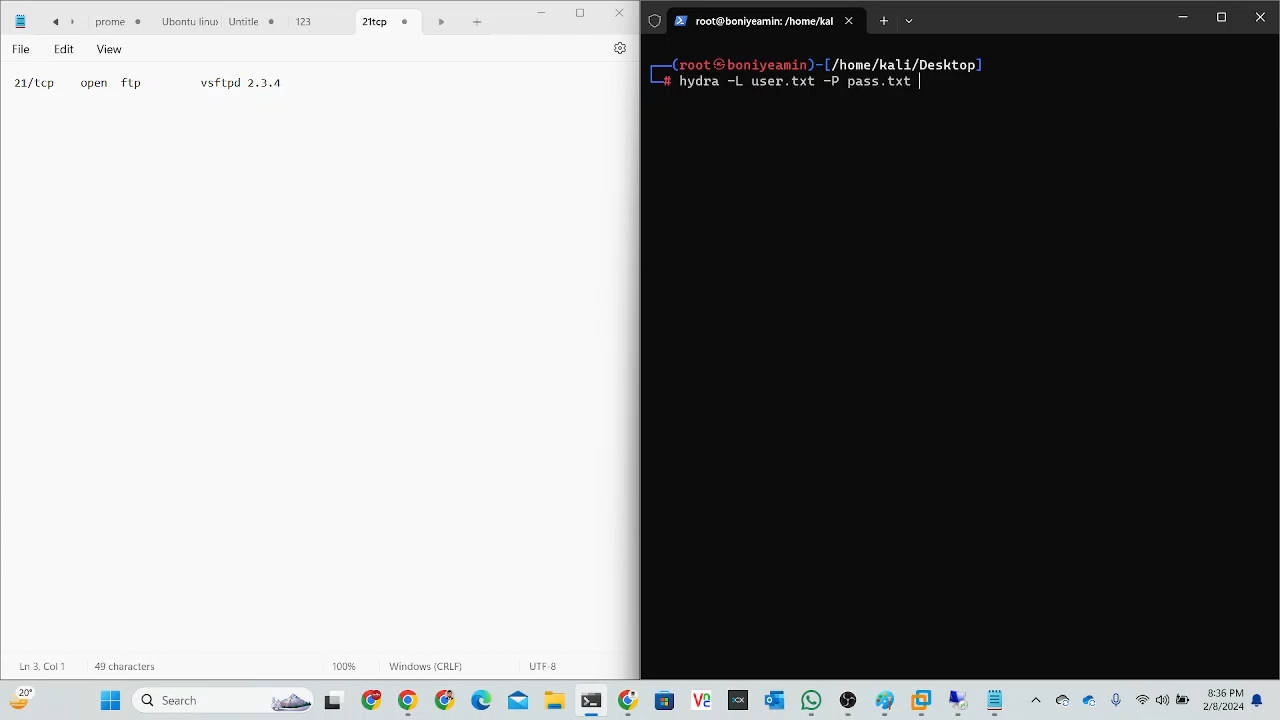 prome
Ubuntu linux
Untitle
123
21tcp
File Edit View
21/tcp open ftp vsftpd 2.3.4
Ln 3, Col 1 49 characters 100% Windows (CRLF) UTF-8
root@boniyeamin: /home/kal
(root㉿boniyeamin)-[/home/kali/Desktop]
# hydra -L user.txt -P pass.txt
20°
Search
8:36 PM
2/8/2024